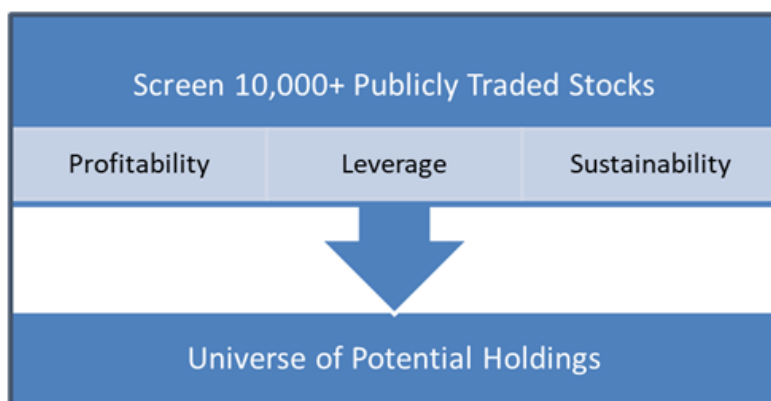 Screen 10,000+ Publicly Traded Stocks
Profitability
Leverage
Sustainability
Universe of Potential Holdings